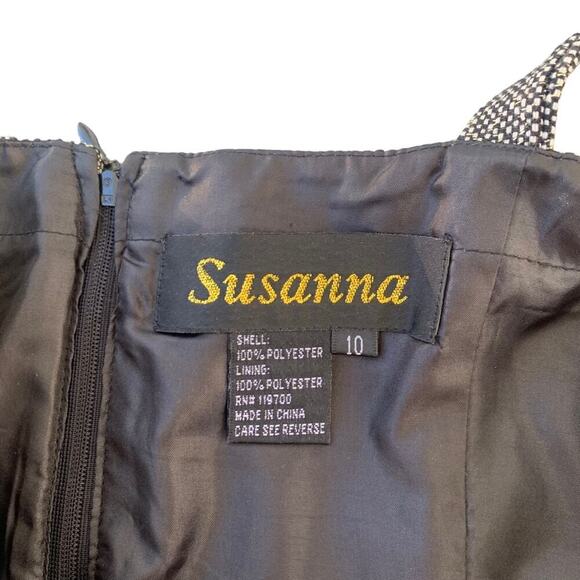 Susanna
SHELL:
100% POLYESTER
LINING:
100% POLYESTER
RN# 119700
MADE IN CHINA
CARE SEE REVERSE
10